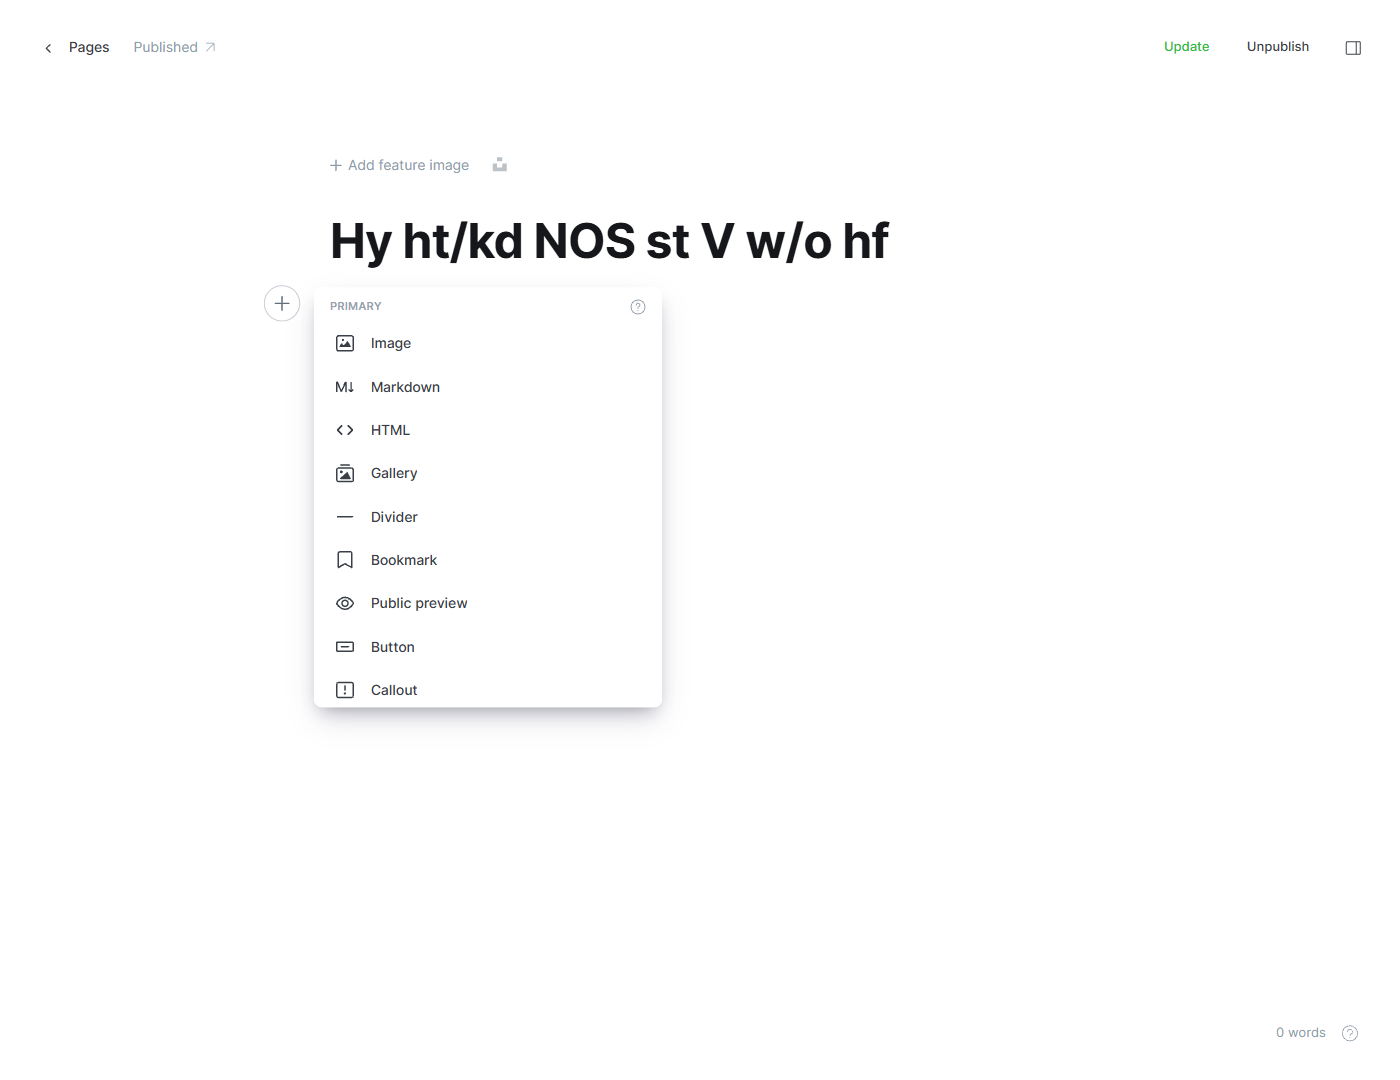 Pages Published Update Unpublish
Add feature image
Hy ht/kd NOS st V w/o hf
PRIMARY
Image
Markdown
HTML
Gallery
Divider
Bookmark
Public preview
Button
Callout
0 words